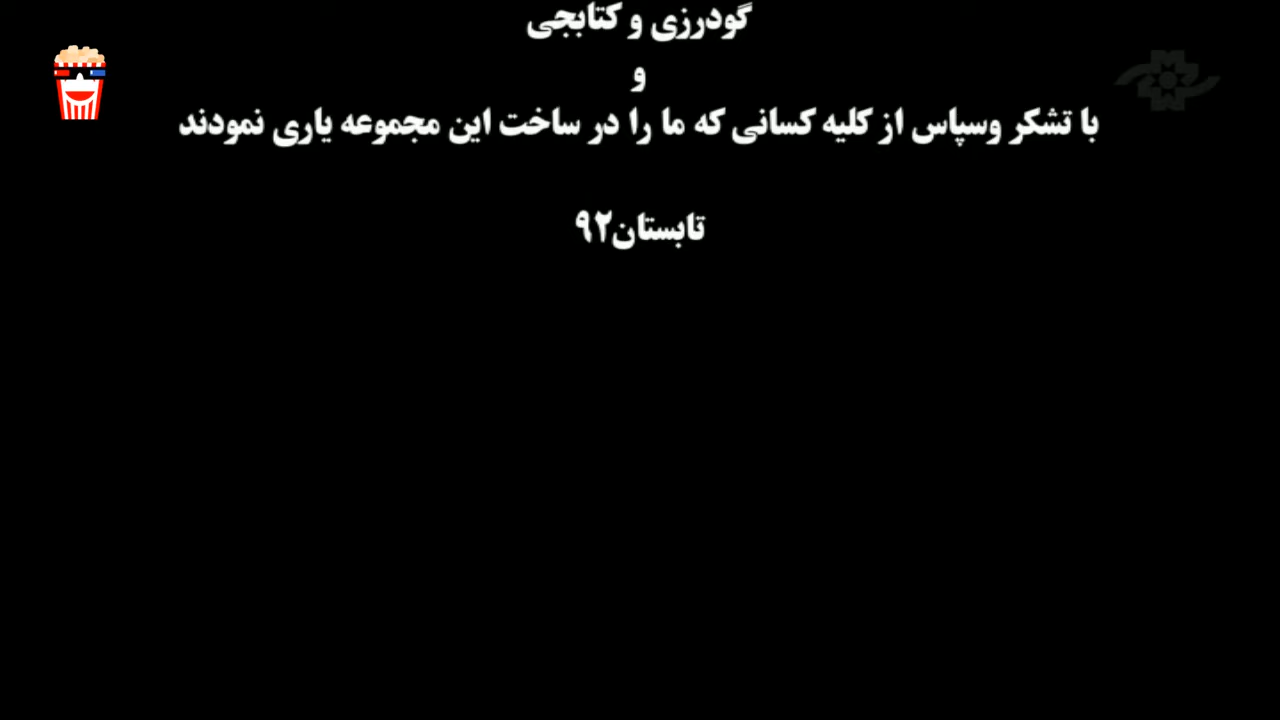 گودرزی و کتابچی
و
با تشکر وسپاس از کلیه کسانی که ما را در ساخت این مجموعه یاری نمودند
تابستان۹۲